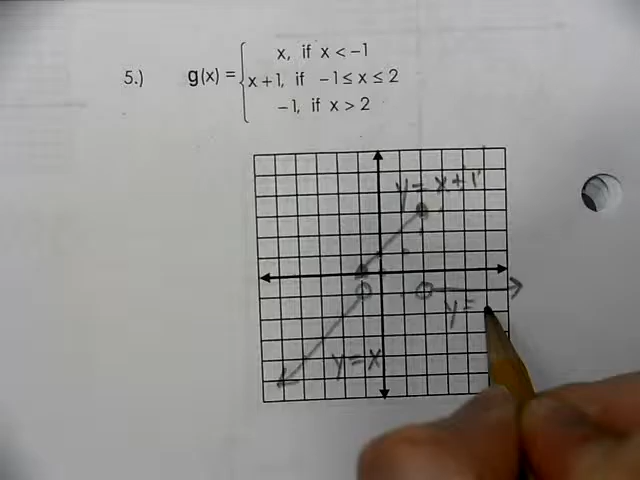 x, if x < -1
5.) g(x) = x + 1, if -1 ≤ x ≤ 2
-1, if x > 2
y = x + 1
y =
y = x